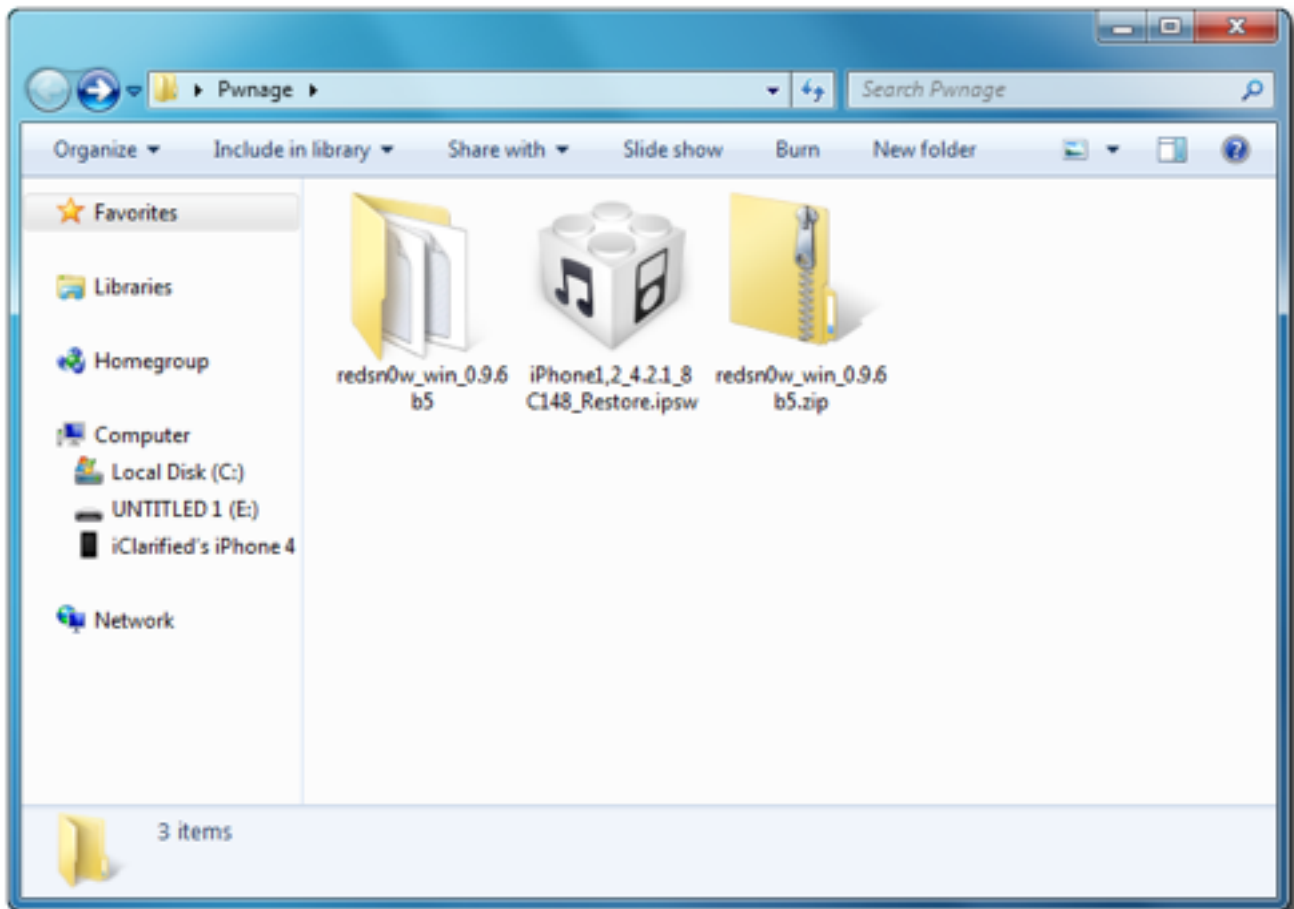 Pwnage
Search Pwnage
Organize Include in library Share with Slide show Burn New folder
Favorites
Libraries
Homegroup
Computer
Local Disk (C:)
UNTITLED 1 (E:)
iClarified's iPhone 4
Network
redsn0w_win_0.9.6
b5
iPhone1,2_4.2.1_8
C148_Restore.ipsw
redsn0w_win_0.9.6
b5.zip
3 items